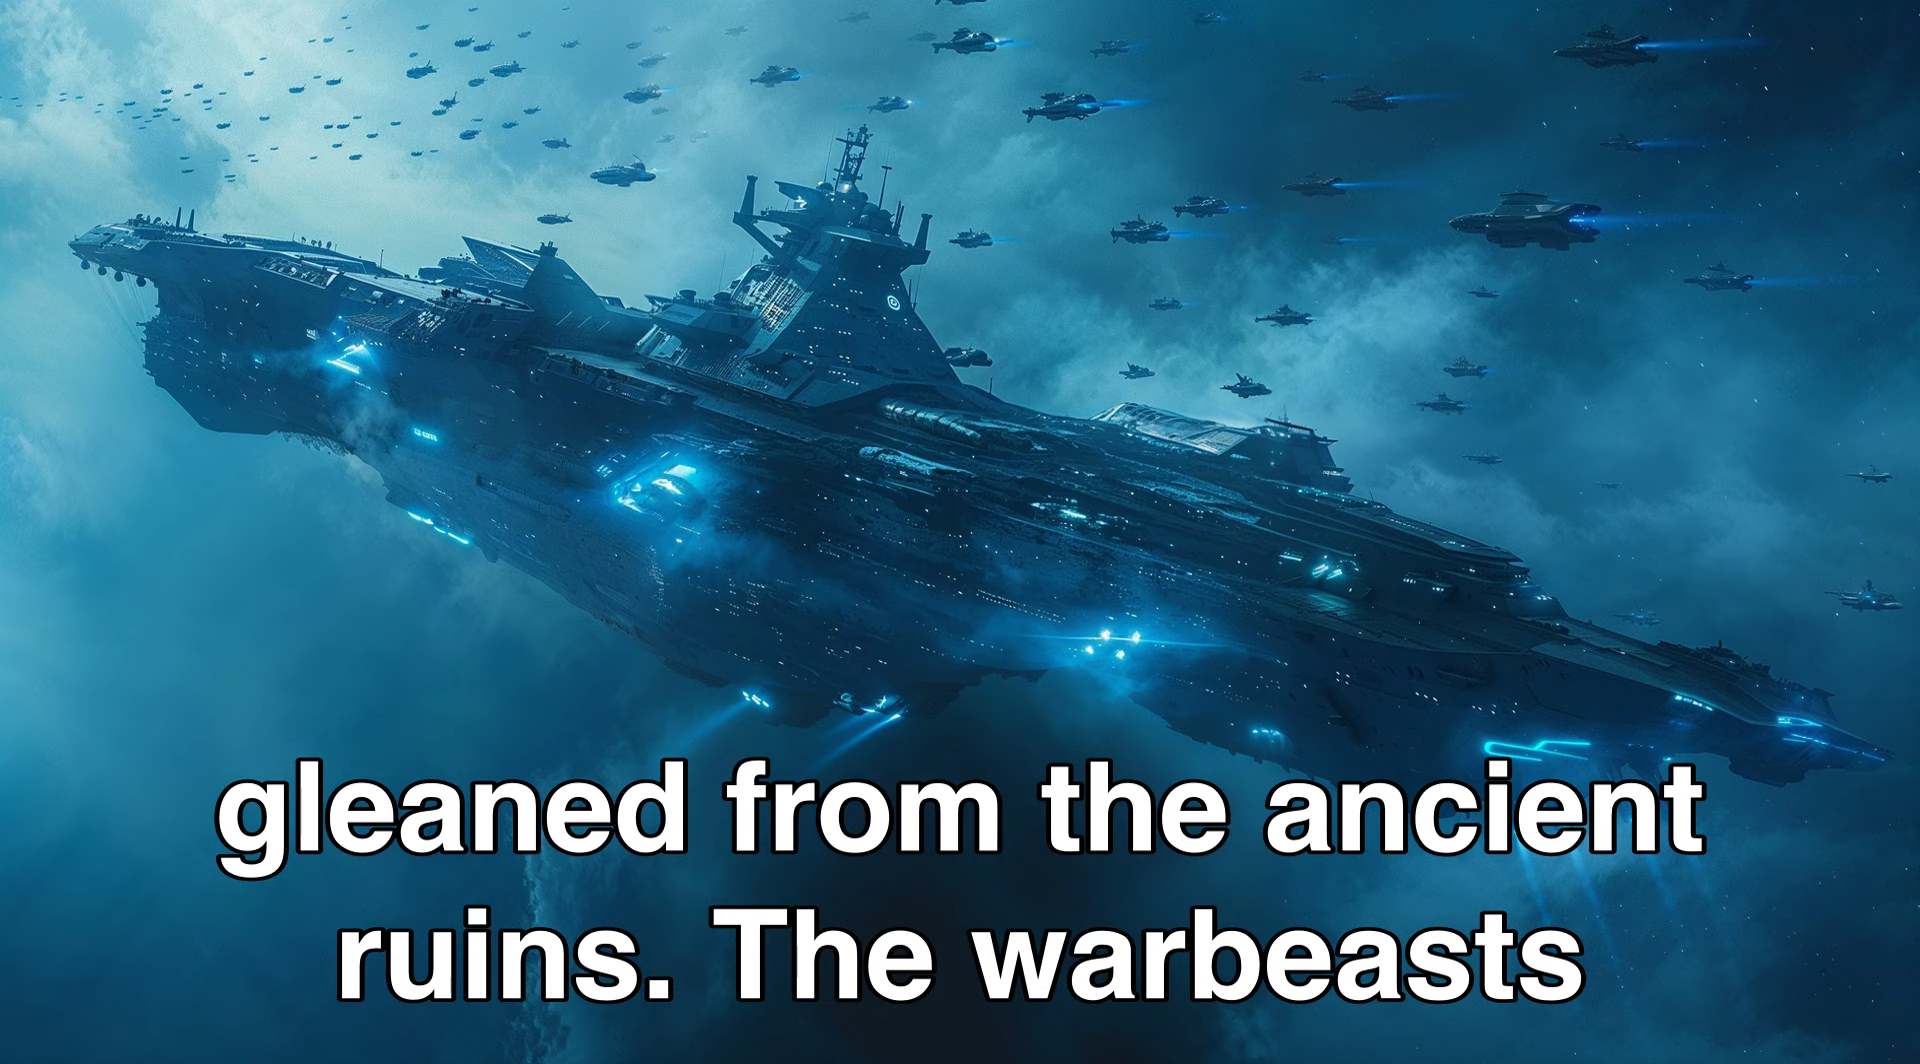 gleaned from the ancient
ruins. The warbeasts